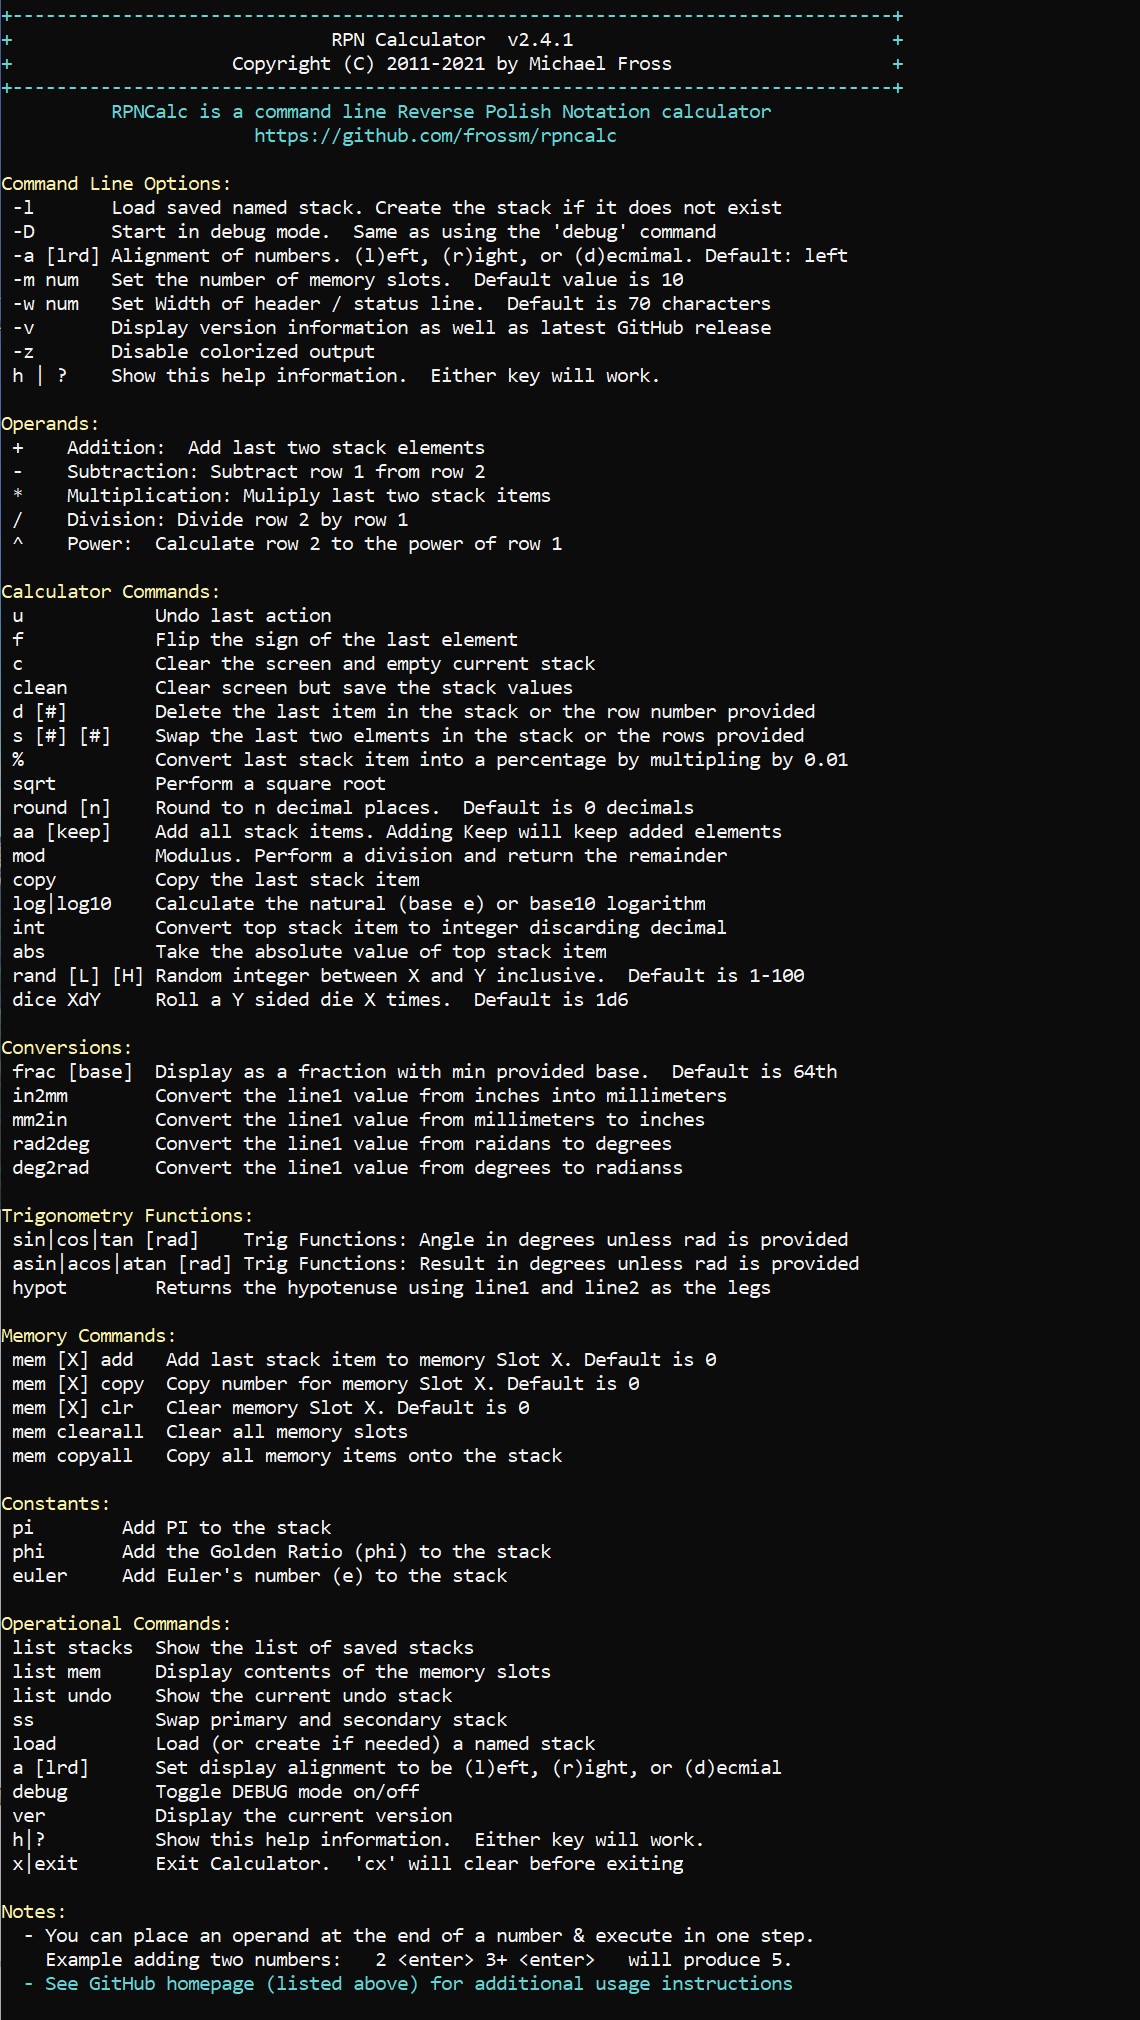 +--------------------------------------------------------------------------------+
+                             RPN Calculator  v2.4.1                             +
+                    Copyright (C) 2011-2021 by Michael Fross                    +
+--------------------------------------------------------------------------------+
          RPNCalc is a command line Reverse Polish Notation calculator
                       https://github.com/frossm/rpncalc

Command Line Options:
 -l       Load saved named stack. Create the stack if it does not exist
 -D       Start in debug mode.  Same as using the 'debug' command
 -a [lrd] Alignment of numbers. (l)eft, (r)ight, or (d)ecmimal. Default: left
 -m num   Set the number of memory slots.  Default value is 10
 -w num   Set Width of header / status line.  Default is 70 characters
 -v       Display version information as well as latest GitHub release
 -z       Disable colorized output
 h | ?    Show this help information.  Either key will work.

Operands:
 +    Addition:  Add last two stack elements
 -    Subtraction: Subtract row 1 from row 2
 *    Multiplication: Muliply last two stack items
 /    Division: Divide row 2 by row 1
 ^    Power:  Calculate row 2 to the power of row 1

Calculator Commands:
 u            Undo last action
 f            Flip the sign of the last element
 c            Clear the screen and empty current stack
 clean        Clear screen but save the stack values
 d [#]        Delete the last item in the stack or the row number provided
 s [#] [#]    Swap the last two elments in the stack or the rows provided
 %            Convert last stack item into a percentage by multipling by 0.01
 sqrt         Perform a square root
 round [n]    Round to n decimal places.  Default is 0 decimals
 aa [keep]    Add all stack items. Adding Keep will keep added elements
 mod          Modulus. Perform a division and return the remainder
 copy         Copy the last stack item
 log|log10    Calculate the natural (base e) or base10 logarithm
 int          Convert top stack item to integer discarding decimal
 abs          Take the absolute value of top stack item
 rand [L] [H] Random integer between X and Y inclusive.  Default is 1-100
 dice XdY     Roll a Y sided die X times.  Default is 1d6

Conversions:
 frac [base]  Display as a fraction with min provided base.  Default is 64th
 in2mm        Convert the line1 value from inches into millimeters
 mm2in        Convert the line1 value from millimeters to inches
 rad2deg      Convert the line1 value from raidans to degrees
 deg2rad      Convert the line1 value from degrees to radianss

Trigonometry Functions:
 sin|cos|tan [rad]    Trig Functions: Angle in degrees unless rad is provided
 asin|acos|atan [rad] Trig Functions: Result in degrees unless rad is provided
 hypot        Returns the hypotenuse using line1 and line2 as the legs

Memory Commands:
 mem [X] add   Add last stack item to memory Slot X. Default is 0
 mem [X] copy  Copy number for memory Slot X. Default is 0
 mem [X] clr   Clear memory Slot X. Default is 0
 mem clearall  Clear all memory slots
 mem copyall   Copy all memory items onto the stack

Constants:
 pi        Add PI to the stack
 phi       Add the Golden Ratio (phi) to the stack
 euler     Add Euler's number (e) to the stack

Operational Commands:
 list stacks  Show the list of saved stacks
 list mem     Display contents of the memory slots
 list undo    Show the current undo stack
 ss           Swap primary and secondary stack
 load         Load (or create if needed) a named stack
 a [lrd]      Set display alignment to be (l)eft, (r)ight, or (d)ecmial
 debug        Toggle DEBUG mode on/off
 ver          Display the current version
 h|?          Show this help information.  Either key will work.
 x|exit       Exit Calculator.  'cx' will clear before exiting

Notes:
  - You can place an operand at the end of a number & execute in one step.
    Example adding two numbers:   2 <enter> 3+ <enter>   will produce 5.
  - See GitHub homepage (listed above) for additional usage instructions